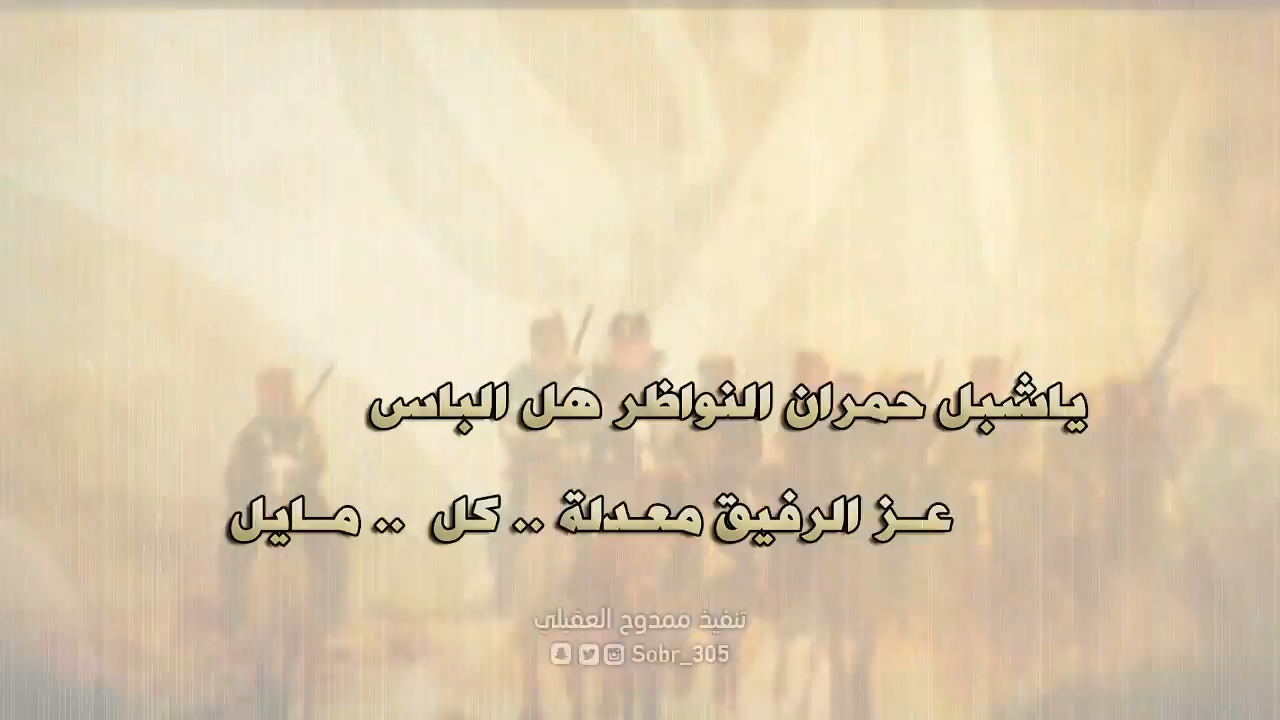 ياشبل حمران النواظر هل الباس
عـز الرفيق معدلة .. كل .. مـايل
تنفيذ ممدوح العقيلي
Sobr_305